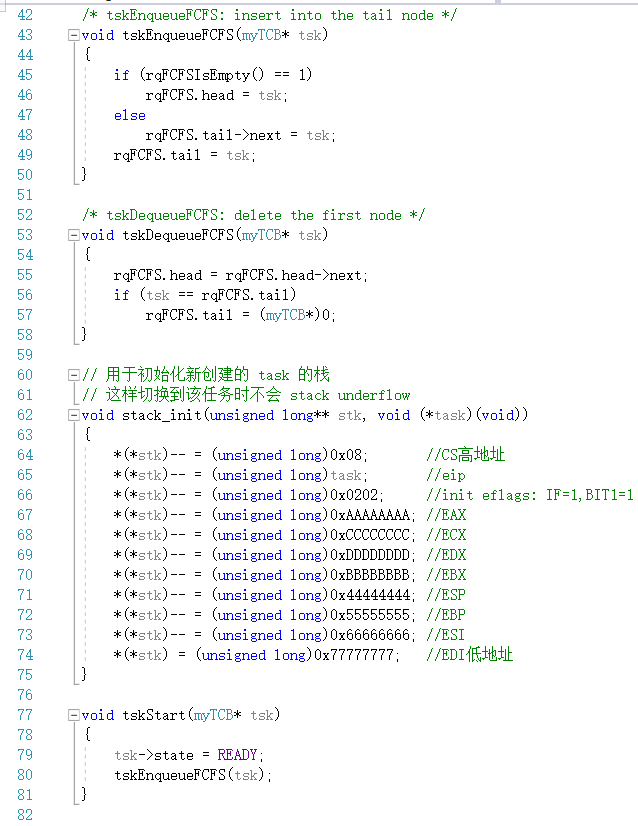 42 /* tskEnqueueFCFS: insert into the tail node */
43 void tskEnqueueFCFS(myTCB* tsk)
44 {
45     if (rqFCFSIsEmpty() == 1)
46         rqFCFS.head = tsk;
47     else
48         rqFCFS.tail->next = tsk;
49     rqFCFS.tail = tsk;
50 }
51
52 /* tskDequeueFCFS: delete the first node */
53 void tskDequeueFCFS(myTCB* tsk)
54 {
55     rqFCFS.head = rqFCFS.head->next;
56     if (tsk == rqFCFS.tail)
57         rqFCFS.tail = (myTCB*)0;
58 }
59
60 // 用于初始化新创建的 task 的栈
61 // 这样切换到该任务时不会 stack underflow
62 void stack_init(unsigned long** stk, void (*task)(void))
63 {
64     *(*stk)-- = (unsigned long)0x08;       //CS高地址
65     *(*stk)-- = (unsigned long)task;       //eip
66     *(*stk)-- = (unsigned long)0x0202;     //init eflags: IF=1,BIT1=1
67     *(*stk)-- = (unsigned long)0xAAAAAAAA; //EAX
68     *(*stk)-- = (unsigned long)0xCCCCCCCC; //ECX
69     *(*stk)-- = (unsigned long)0xDDDDDDDD; //EDX
70     *(*stk)-- = (unsigned long)0xBBBBBBBB; //EBX
71     *(*stk)-- = (unsigned long)0x44444444; //ESP
72     *(*stk)-- = (unsigned long)0x55555555; //EBP
73     *(*stk)-- = (unsigned long)0x66666666; //ESI
74     *(*stk) = (unsigned long)0x77777777;   //EDI低地址
75 }
76
77 void tskStart(myTCB* tsk)
78 {
79     tsk->state = READY;
80     tskEnqueueFCFS(tsk);
81 }
82